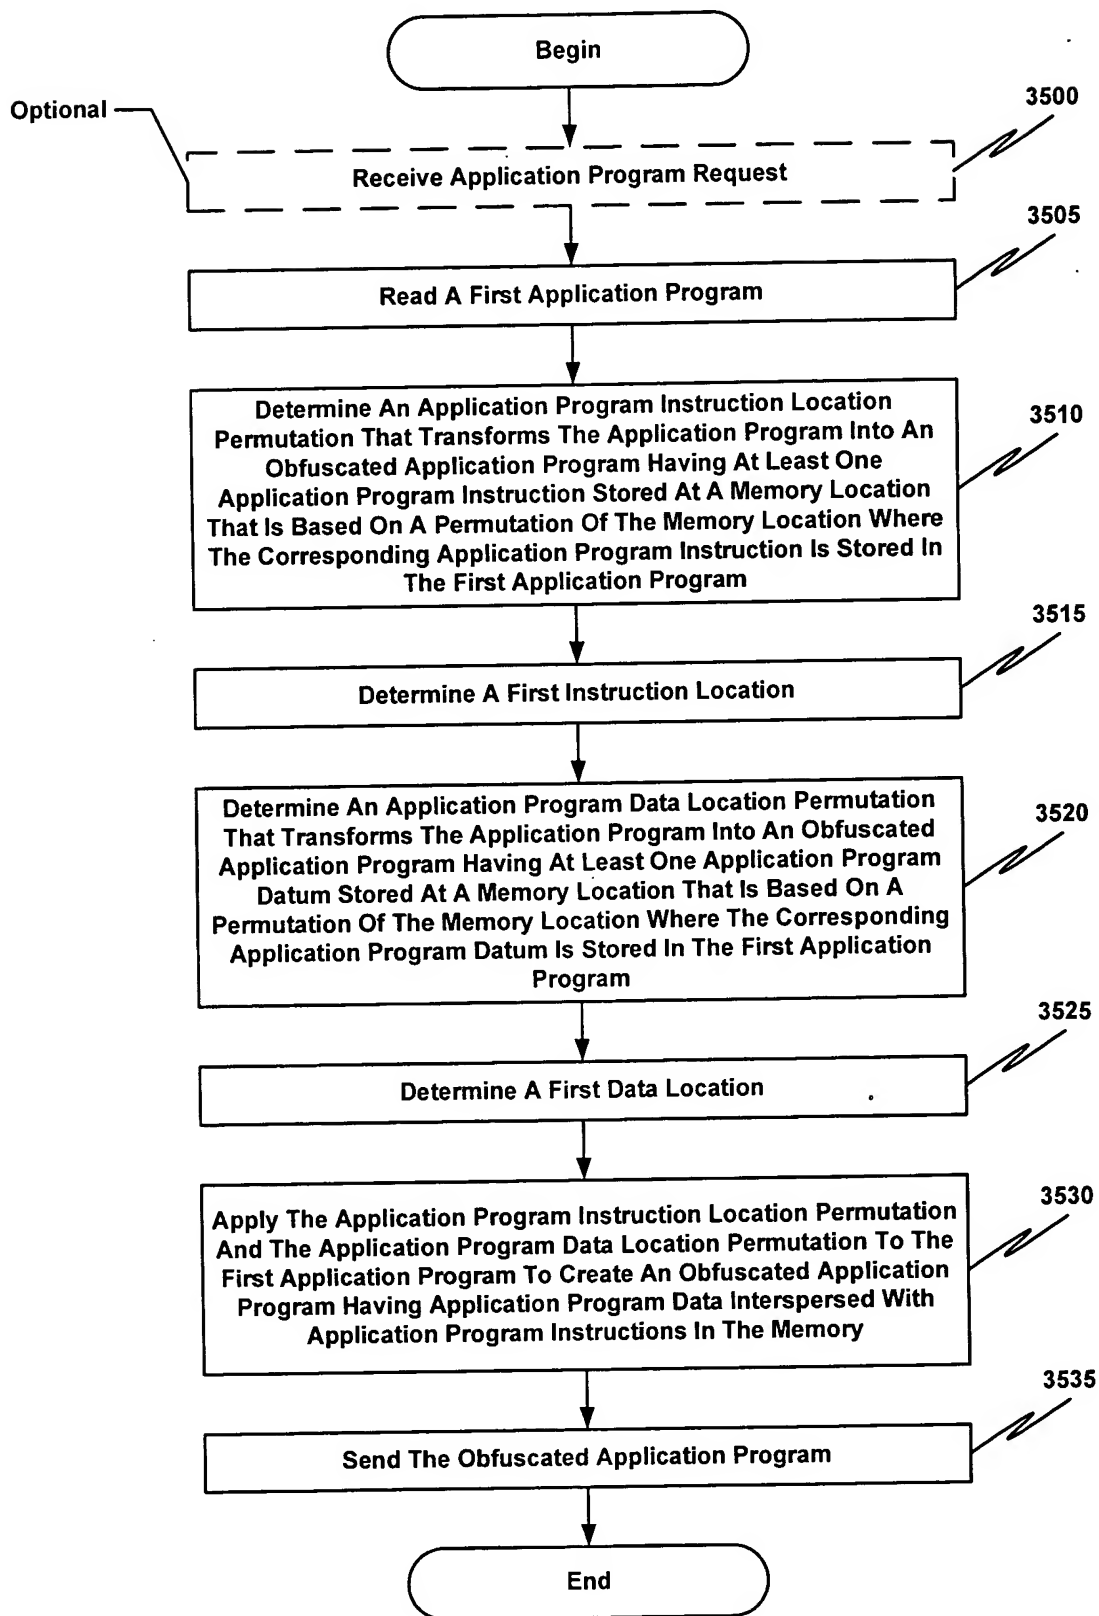 Begin
Optional
3500
Receive Application Program Request
3505
Read A First Application Program
3510
Determine An Application Program Instruction Location
Permutation That Transforms The Application Program Into An
Obfuscated Application Program Having At Least One
Application Program Instruction Stored At A Memory Location
That Is Based On A Permutation Of The Memory Location Where
The Corresponding Application Program Instruction Is Stored In
The First Application Program
3515
Determine A First Instruction Location
3520
Determine An Application Program Data Location Permutation
That Transforms The Application Program Into An Obfuscated
Application Program Having At Least One Application Program
Datum Stored At A Memory Location That Is Based On A
Permutation Of The Memory Location Where The Corresponding
Application Program Datum Is Stored In The First Application
Program
3525
Determine A First Data Location
3530
Apply The Application Program Instruction Location Permutation
And The Application Program Data Location Permutation To The
First Application Program To Create An Obfuscated Application
Program Having Application Program Data Interspersed With
Application Program Instructions In The Memory
3535
Send The Obfuscated Application Program
End